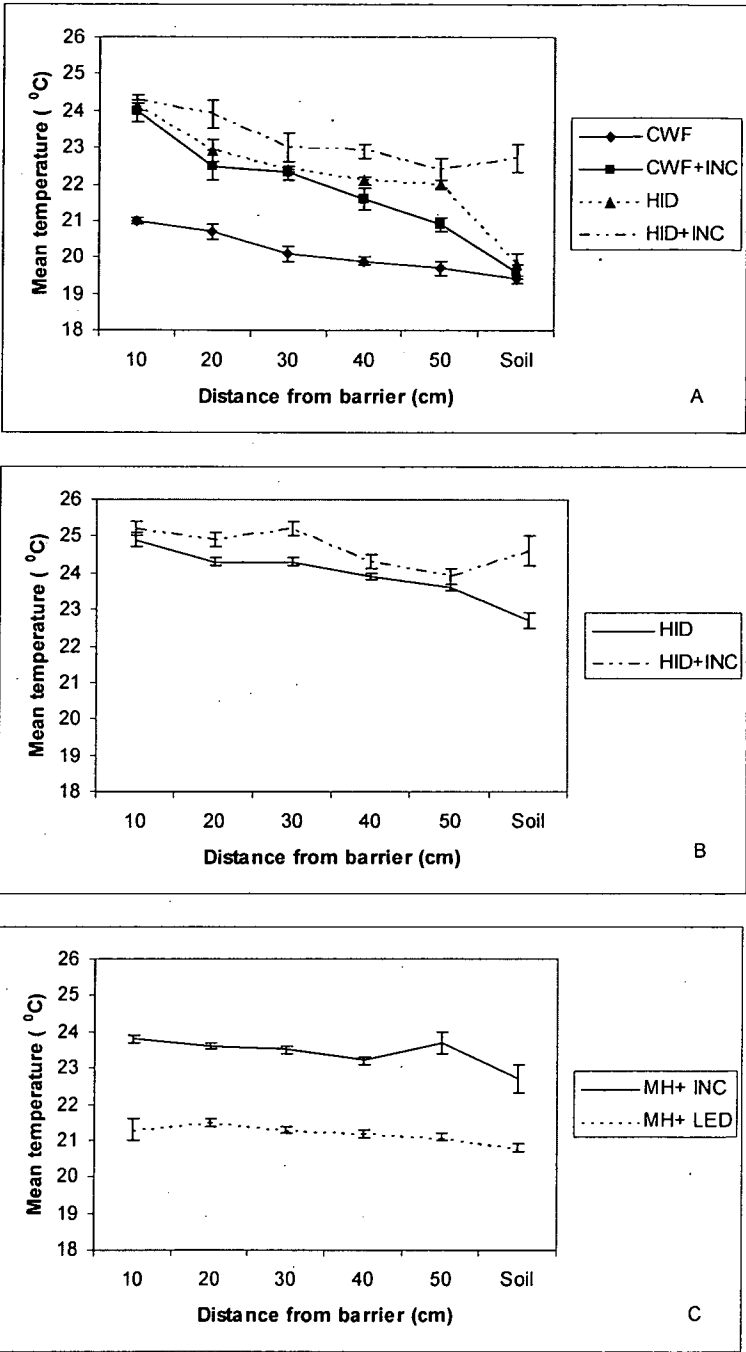 26
25
24
23
22
21
20
19
18
Mean temperature ( ⁰C)
10 20 30 40 50 Soil
Distance from barrier (cm)
CWF
CWF+INC
HID
HID+INC
A
26
25
24
23
22
21
20
19
18
Mean temperature ( ⁰C)
10 20 30 40 50 Soil
Distance from barrier (cm)
HID
HID+INC
B
26
25
24
23
22
21
20
19
18
Mean temperature ( ⁰C)
10 20 30 40 50 Soil
Distance from barrier (cm)
MH+ INC
MH+ LED
C